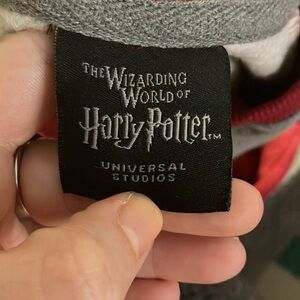 THE WIZARDING
WORLD OF
Harry Potter™
UNIVERSAL
STUDIOS